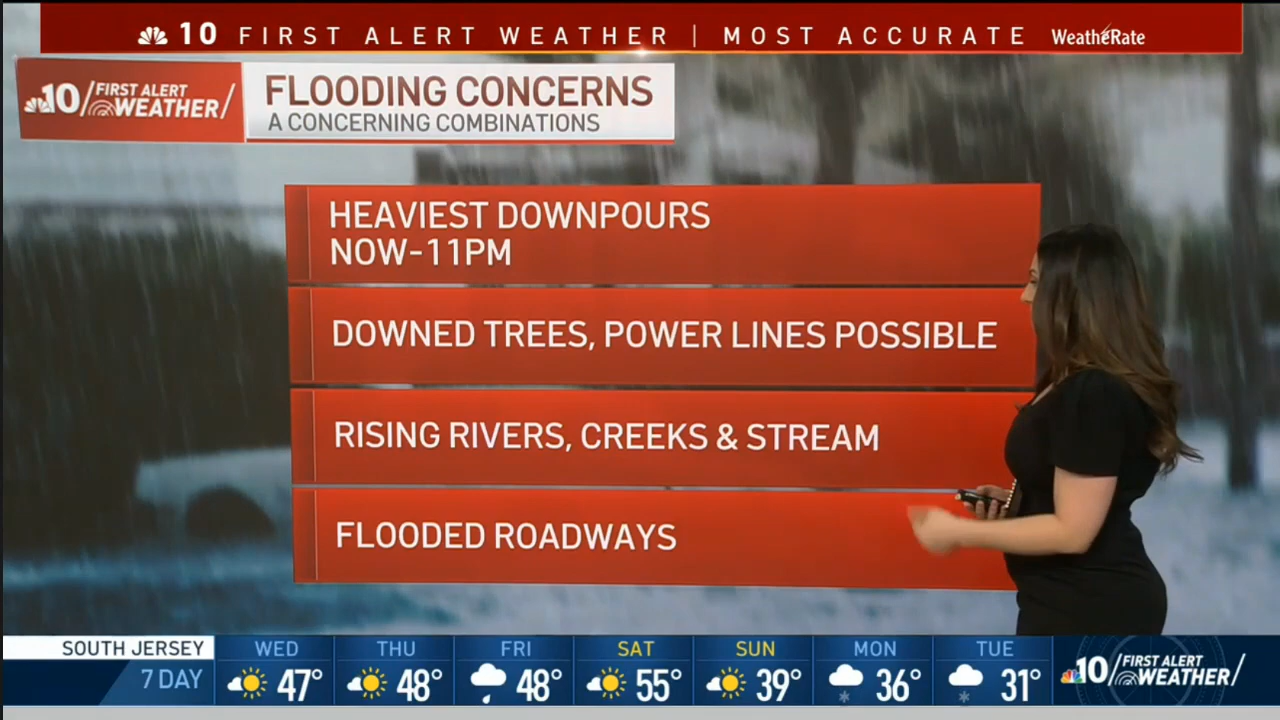 10 FIRST ALERT WEATHER | MOST ACCURATE WeatheRate
10 FIRST ALERT WEATHER
FLOODING CONCERNS
A CONCERNING COMBINATIONS
HEAVIEST DOWNPOURS
NOW-11PM
DOWNED TREES, POWER LINES POSSIBLE
RISING RIVERS, CREEKS & STREAM
FLOODED ROADWAYS
SOUTH JERSEY
7 DAY
WED THU FRI SAT SUN MON TUE
47° 48° 48° 55° 39° 36° 31°
10 FIRST ALERT WEATHER